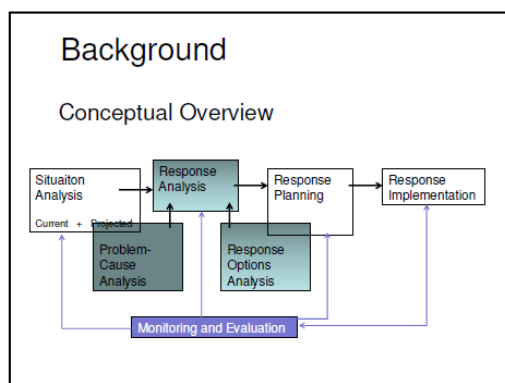 Background
Conceptual Overview
Situaiton
Analysis
Current + Projected
Response
Analysis
Response
Planning
Response
Implementation
Problem-
Cause
Analysis
Response
Options
Analysis
Monitoring and Evaluation